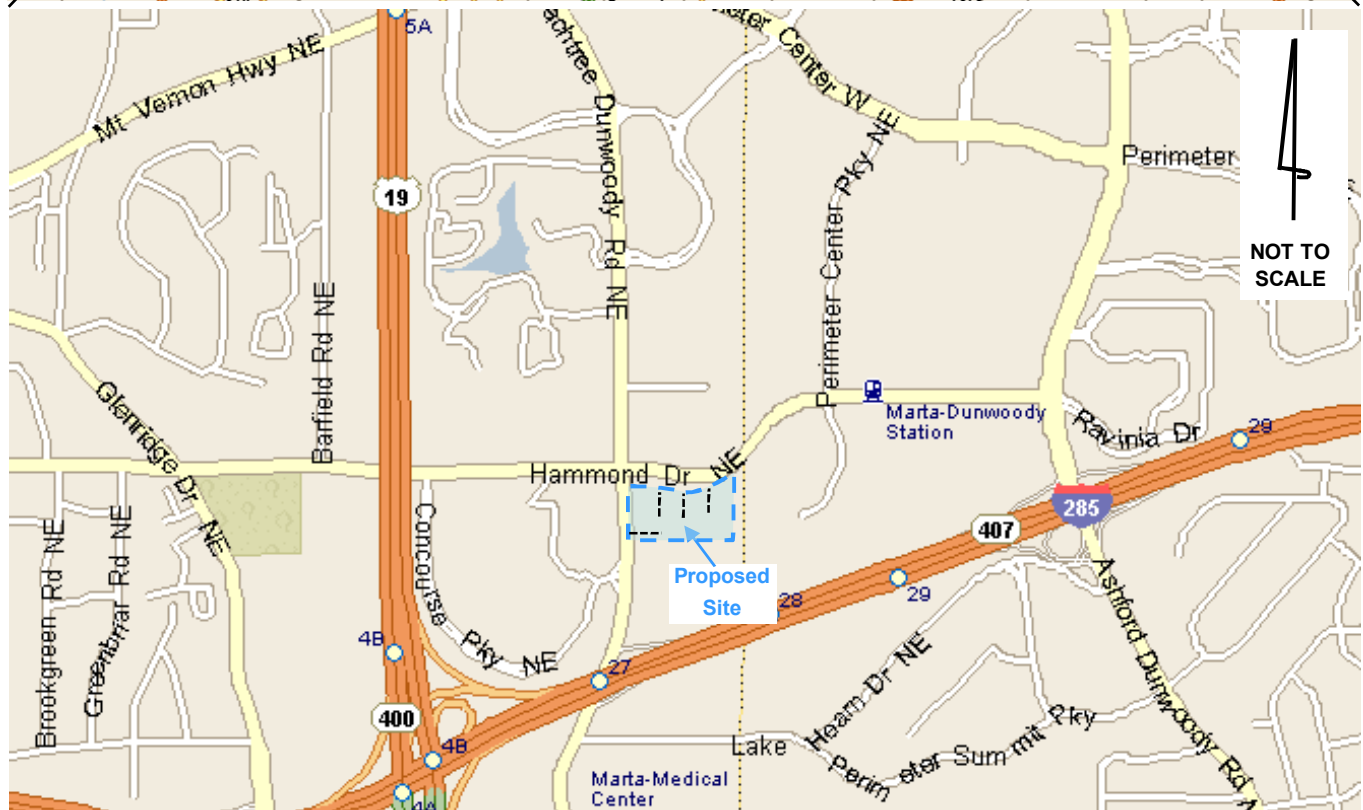 5A
Mt Vernon Hwy NE
achtree Dunwoody Rd NE
Center W
Perimeter Center Pky NE
Perimeter
NOT TO
SCALE
19
Barfield Rd NE
Glenridge Dr NE
Hammond Dr NE
Marta-Dunwoody
Station
Ravinia Dr
29
285
407
Concourse Pky NE
Proposed
Site
28
29
Brookgreen Rd NE
Greenbriar Rd NE
4B
27
400
4B
4A
Lake
Hearn Dr NE
Perimeter Summit Pky
Ashford Dunwoody Rd
Marta-Medical
Center